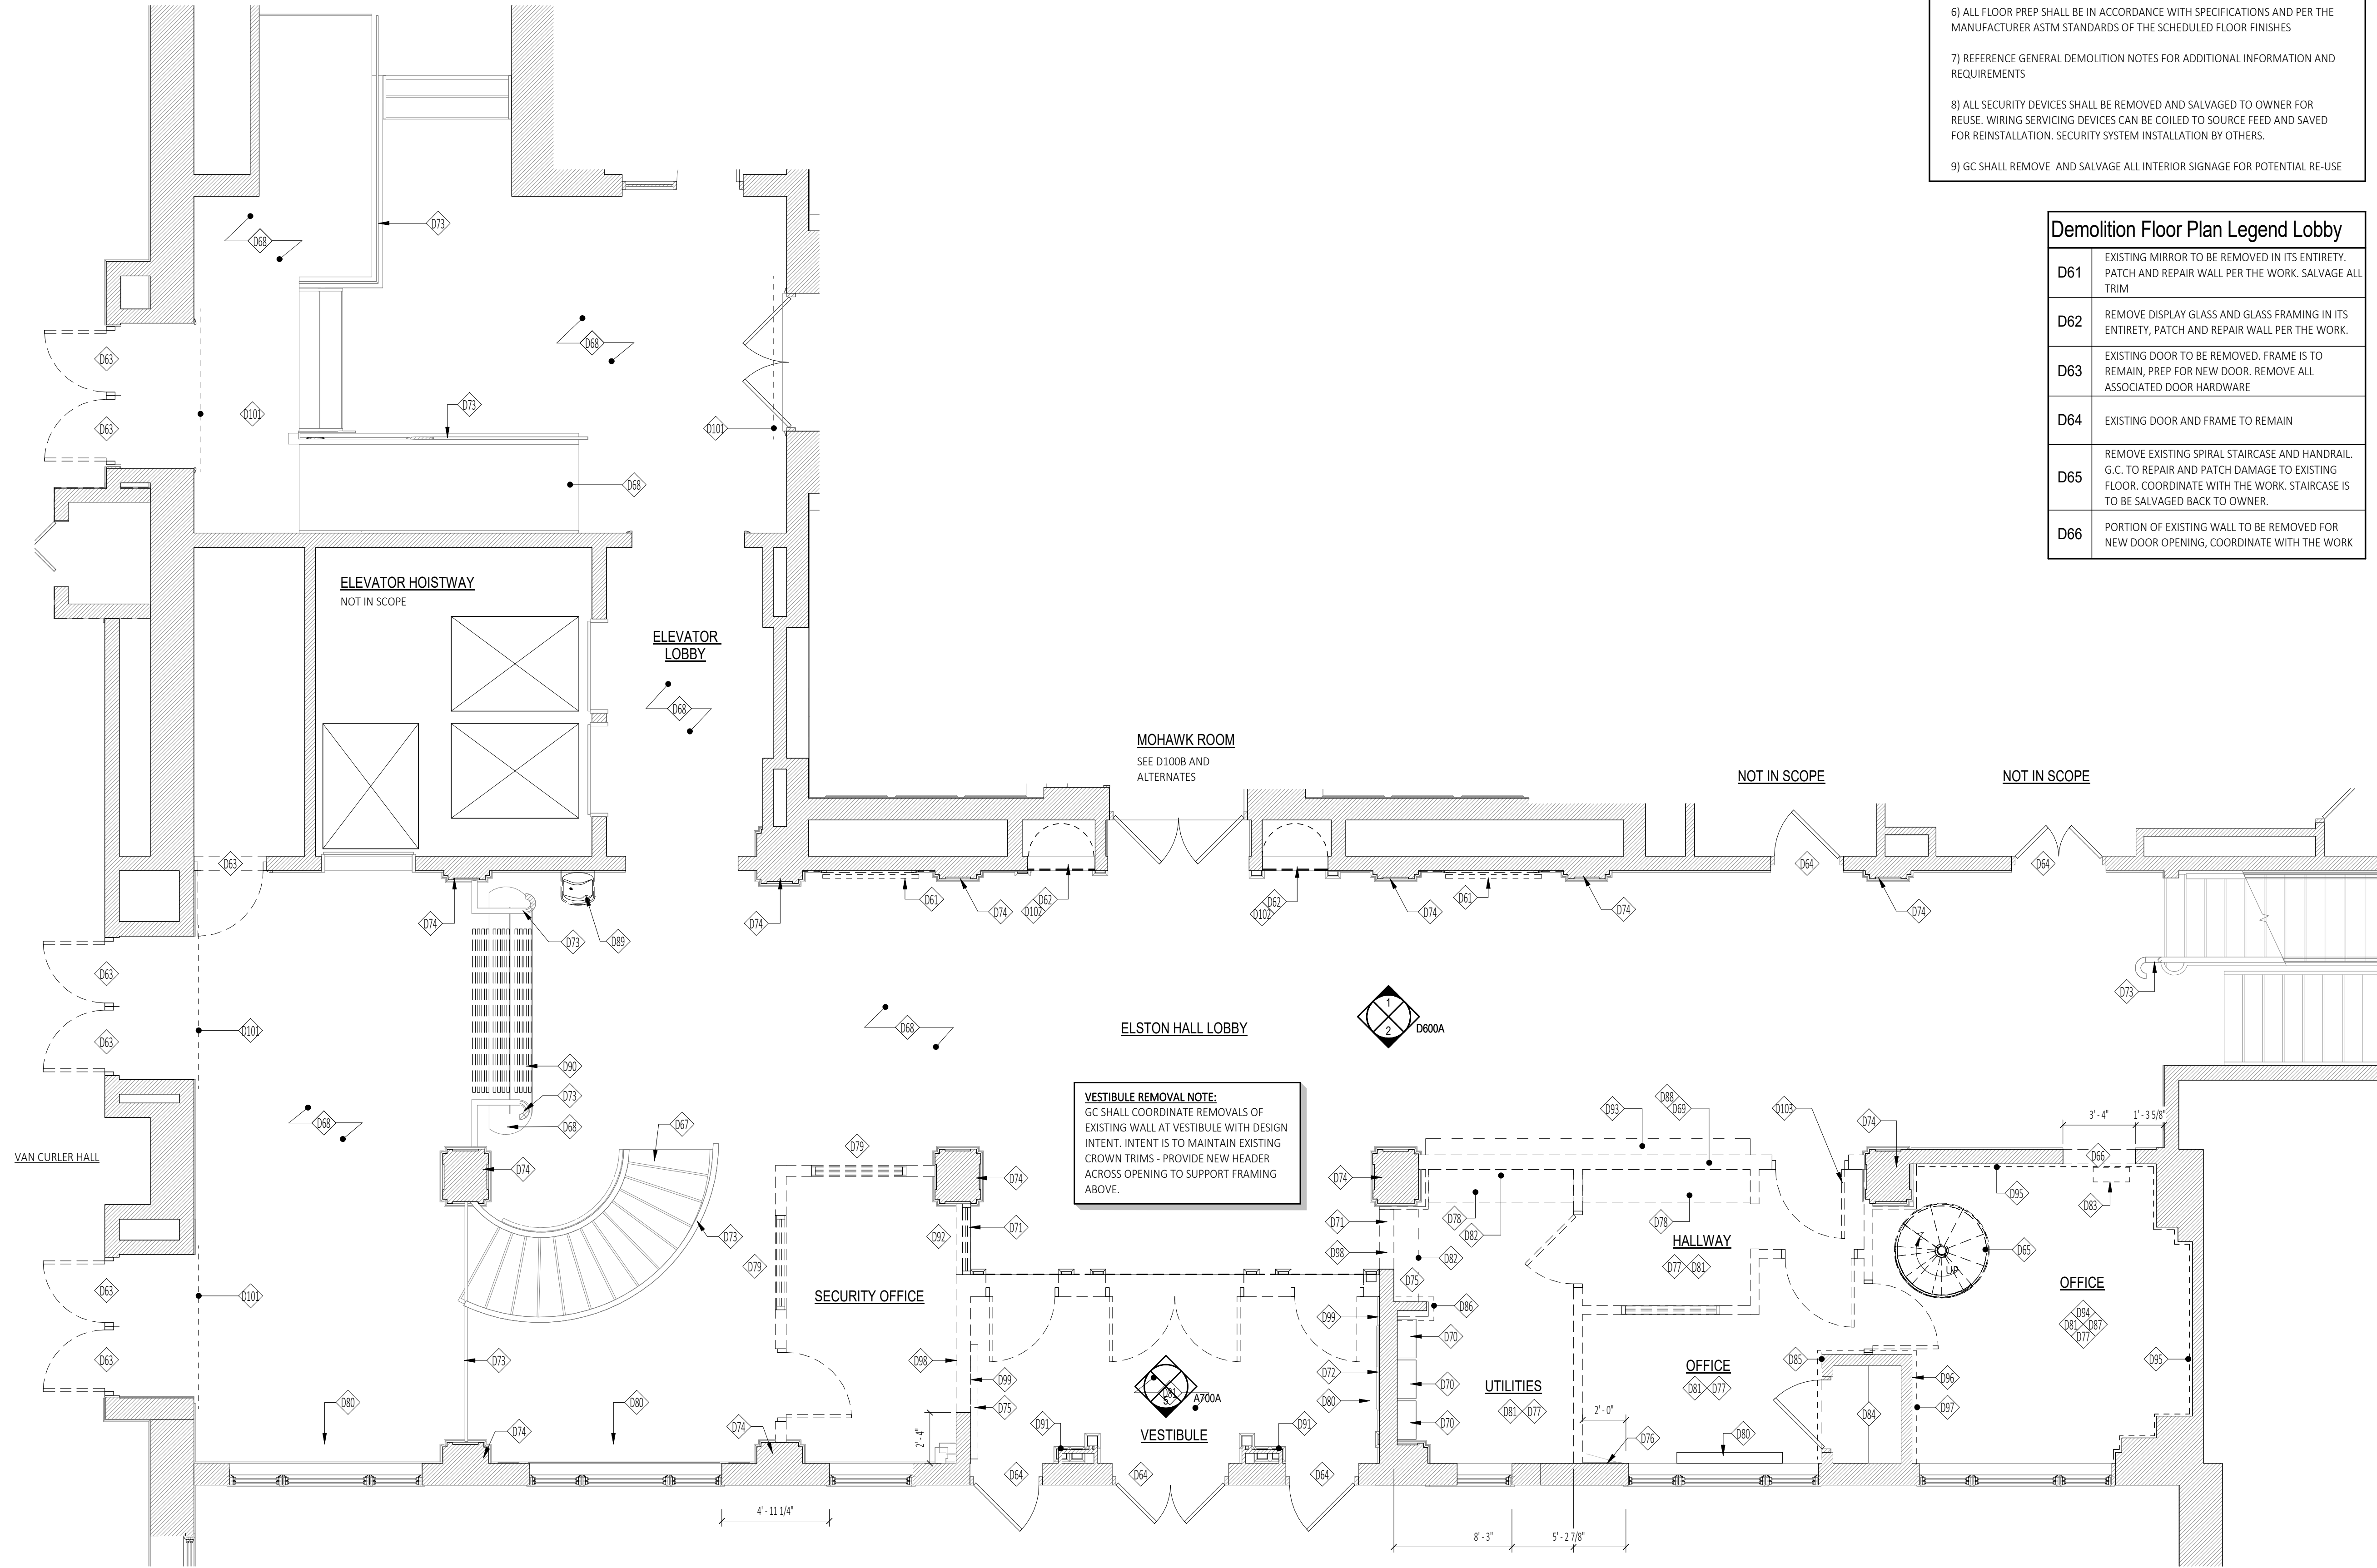 6) ALL FLOOR PREP SHALL BE IN ACCORDANCE WITH SPECIFICATIONS AND PER THE
MANUFACTURER ASTM STANDARDS OF THE SCHEDULED FLOOR FINISHES
7) REFERENCE GENERAL DEMOLITION NOTES FOR ADDITIONAL INFORMATION AND
REQUIREMENTS
8) ALL SECURITY DEVICES SHALL BE REMOVED AND SALVAGED TO OWNER FOR
REUSE. WIRING SERVICING DEVICES CAN BE COILED TO SOURCE FEED AND SAVED
FOR REINSTALLATION. SECURITY SYSTEM INSTALLATION BY OTHERS.
9) GC SHALL REMOVE AND SALVAGE ALL INTERIOR SIGNAGE FOR POTENTIAL RE-USE
Demolition Floor Plan Legend Lobby
D61
EXISTING MIRROR TO BE REMOVED IN ITS ENTIRETY.
PATCH AND REPAIR WALL PER THE WORK. SALVAGE ALL
TRIM
D62
REMOVE DISPLAY GLASS AND GLASS FRAMING IN ITS
ENTIRETY, PATCH AND REPAIR WALL PER THE WORK.
D63
EXISTING DOOR TO BE REMOVED. FRAME IS TO
REMAIN, PREP FOR NEW DOOR. REMOVE ALL
ASSOCIATED DOOR HARDWARE
D64
EXISTING DOOR AND FRAME TO REMAIN
D65
REMOVE EXISTING SPIRAL STAIRCASE AND HANDRAIL.
G.C. TO REPAIR AND PATCH DAMAGE TO EXISTING
FLOOR. COORDINATE WITH THE WORK. STAIRCASE IS
TO BE SALVAGED BACK TO OWNER.
D66
PORTION OF EXISTING WALL TO BE REMOVED FOR
NEW DOOR OPENING, COORDINATE WITH THE WORK
D73
D68
D68
D63
D73
D101
D63
D101
D68
ELEVATOR HOISTWAY
NOT IN SCOPE
ELEVATOR
LOBBY
D68
MOHAWK ROOM
SEE D100B AND
ALTERNATES
NOT IN SCOPE
NOT IN SCOPE
D63
D64
D64
D74
D74
D61
D74
D62
D102
D62
D102
D74
D61
D74
D74
D73
D89
D63
D63
D101
D73
D68
ELSTON HALL LOBBY
1
2
D600A
D90
D73
D68
D68
D67
VESTIBULE REMOVAL NOTE:
GC SHALL COORDINATE REMOVALS OF
EXISTING WALL AT VESTIBULE WITH DESIGN
INTENT. INTENT IS TO MAINTAIN EXISTING
CROWN TRIMS - PROVIDE NEW HEADER
ACROSS OPENING TO SUPPORT FRAMING
ABOVE.
D93
D88
D69
D103
D74
3' - 4"
1' - 3 5/8"
D66
VAN CURLER HALL
D74
D79
D74
D74
D95
D83
D71
D92
D71
D78
D82
D78
D73
D79
D98
D82
D75
HALLWAY
D77
D81
D65
UP
OFFICE
D94
D81
D87
D77
D63
D101
SECURITY OFFICE
D99
D86
D70
D63
D73
D98
D99
D72
D70
OFFICE
D81
D77
D85
D96
D95
UTILITIES
D81
D77
D80
D80
D75
D81
5
A700A
D80
D97
D84
2' - 0"
D74
D74
2' - 4"
D91
VESTIBULE
D91
D70
D76
D80
D64
D64
D64
4' - 11 1/4"
8' - 3"
5' - 2 7/8"